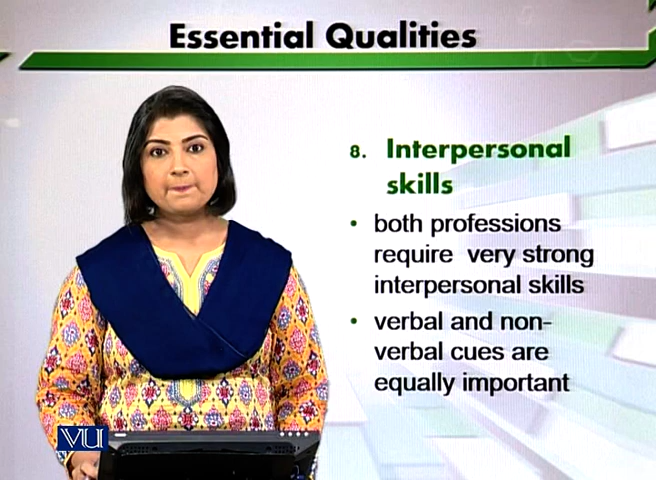 Essential Qualities
8. Interpersonal
skills
• both professions
require very strong
interpersonal skills
• verbal and non-
verbal cues are
equally important
VU